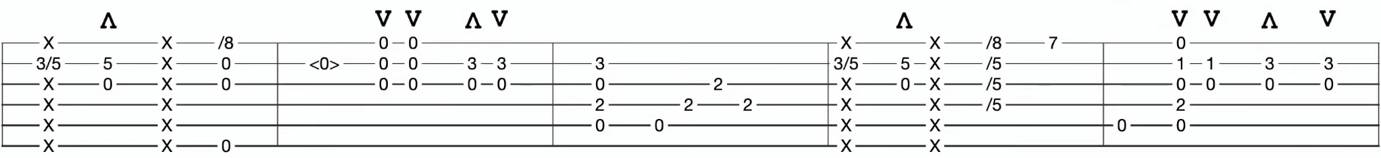 Λ V V Λ V Λ V V Λ V
X X /8 0 0 X X /8 7 0
3/5 5 X 0 <0> 0 0 3 3 3 3/5 5 X /5 1 1 3 3
X 0 X 0 0 0 0 0 0 2 X 0 X /5 0 0 0 0
X X 2 2 2 X X /5 2
X X 0 0 X X 0 0
X X 0 X X